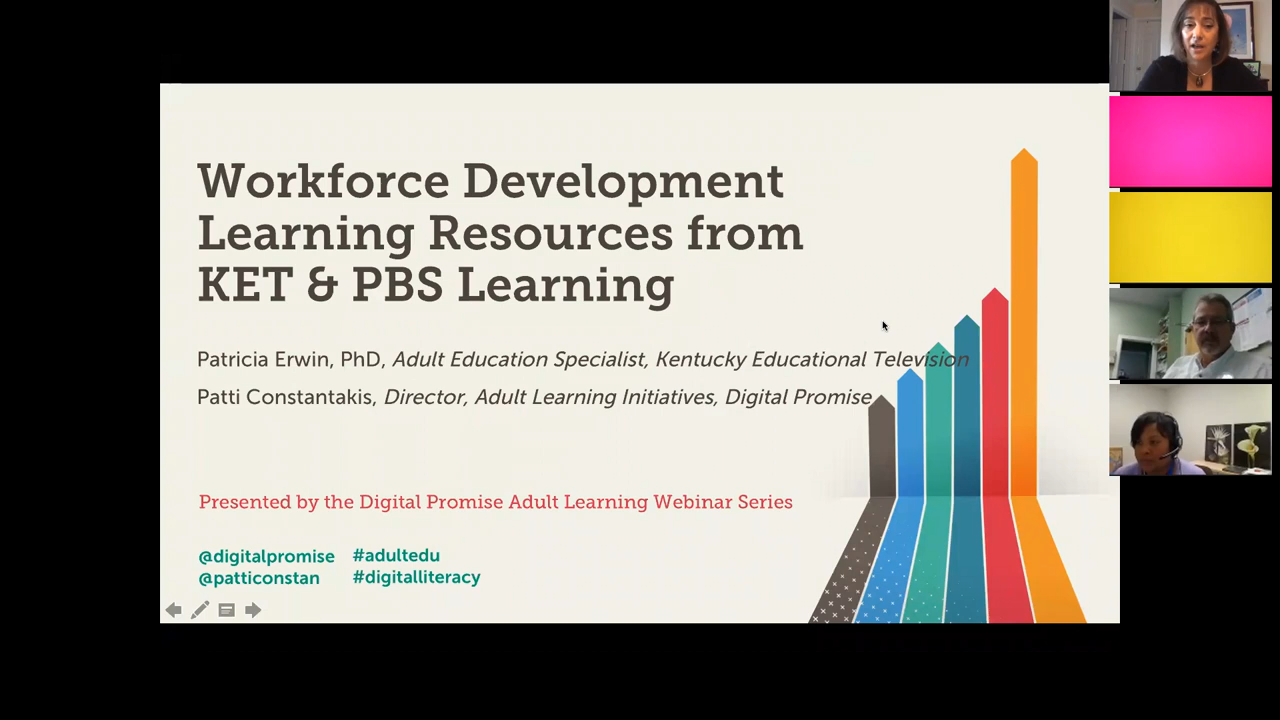 Workforce Development
Learning Resources from
KET & PBS Learning
Patricia Erwin, PhD, Adult Education Specialist, Kentucky Educational Television
Patti Constantakis, Director, Adult Learning Initiatives, Digital Promise
Presented by the Digital Promise Adult Learning Webinar Series
@digitalpromise #adultedu
@patticonstan #digitalliteracy